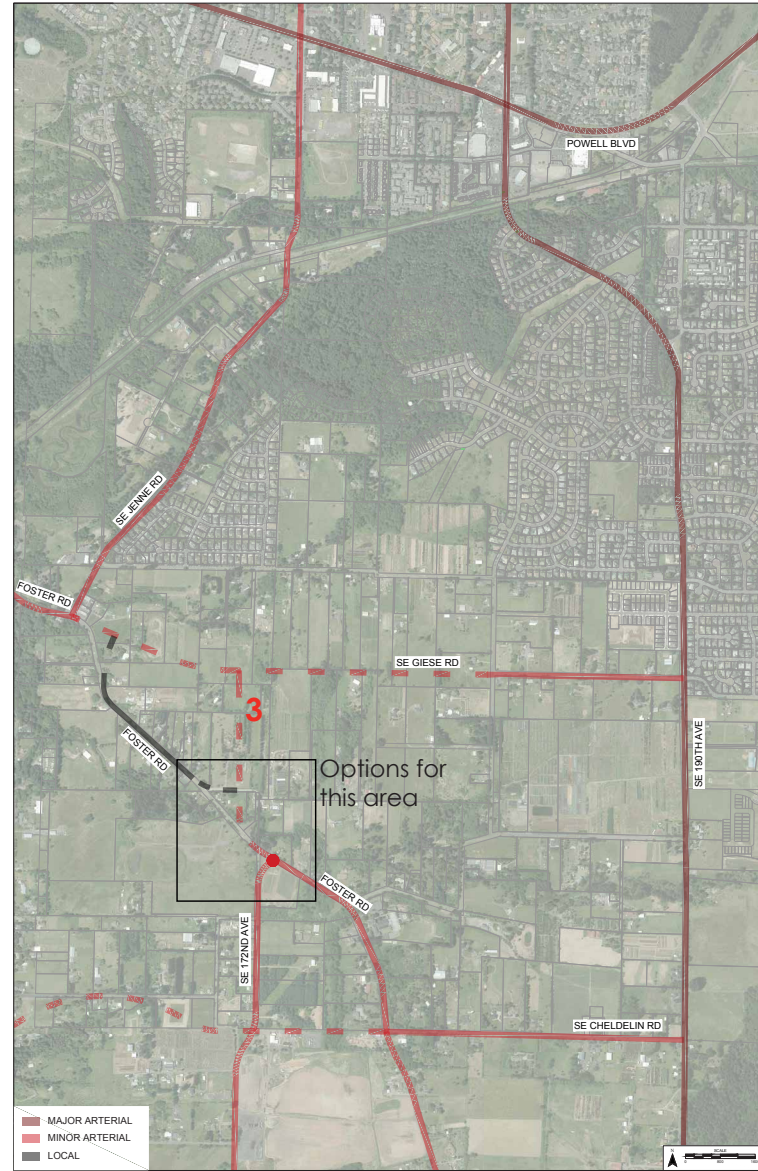 POWELL BLVD
SE JENNE RD
FOSTER RD
SE GIESE RD
3
FOSTER RD
SE 190TH AVE
Options for
this area
FOSTER RD
SE 172ND AVE
SE CHELDELIN RD
MAJOR ARTERIAL
MINOR ARTERIAL
LOCAL
N
SCALE